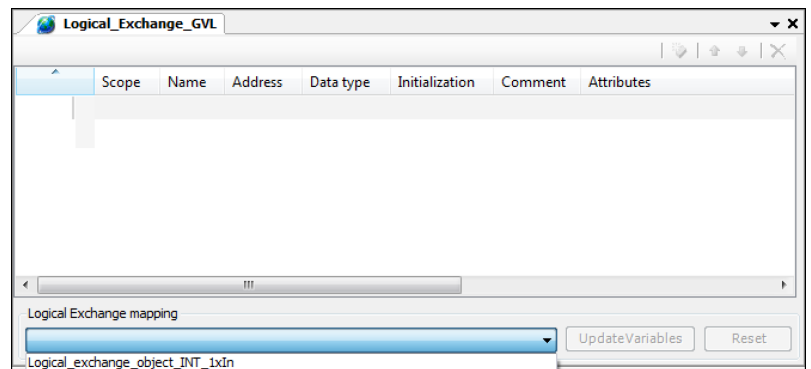 Logical_Exchange_GVL
Scope Name Address Data type Initialization Comment Attributes
Logical Exchange mapping
UpdateVariables Reset
Logical_exchange_object_INT_1xIn